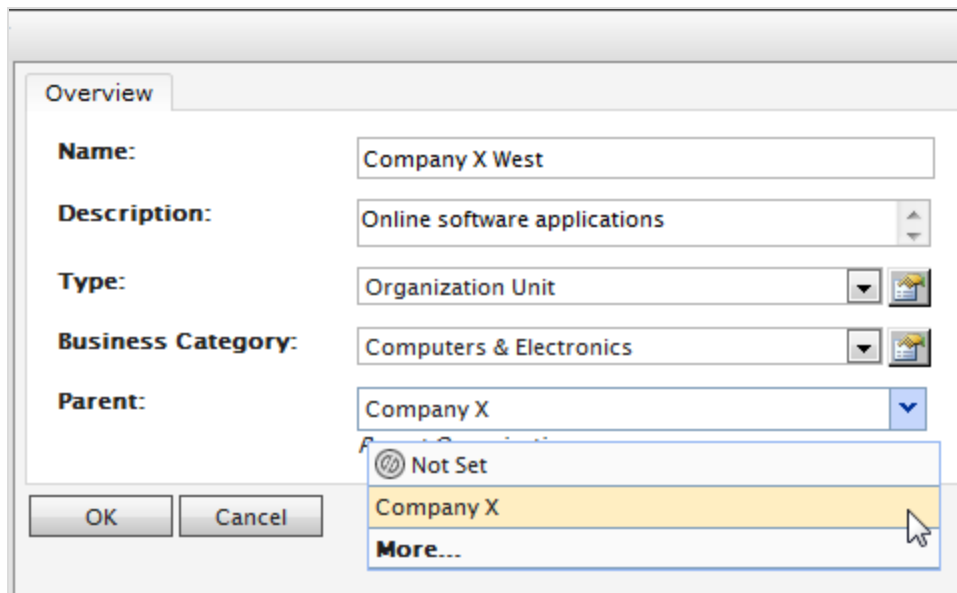 Overview
Name:
Company X West
Description:
Online software applications
Type:
Organization Unit
Business Category:
Computers & Electronics
Parent:
Company X
Not Set
Company X
More...
OK
Cancel